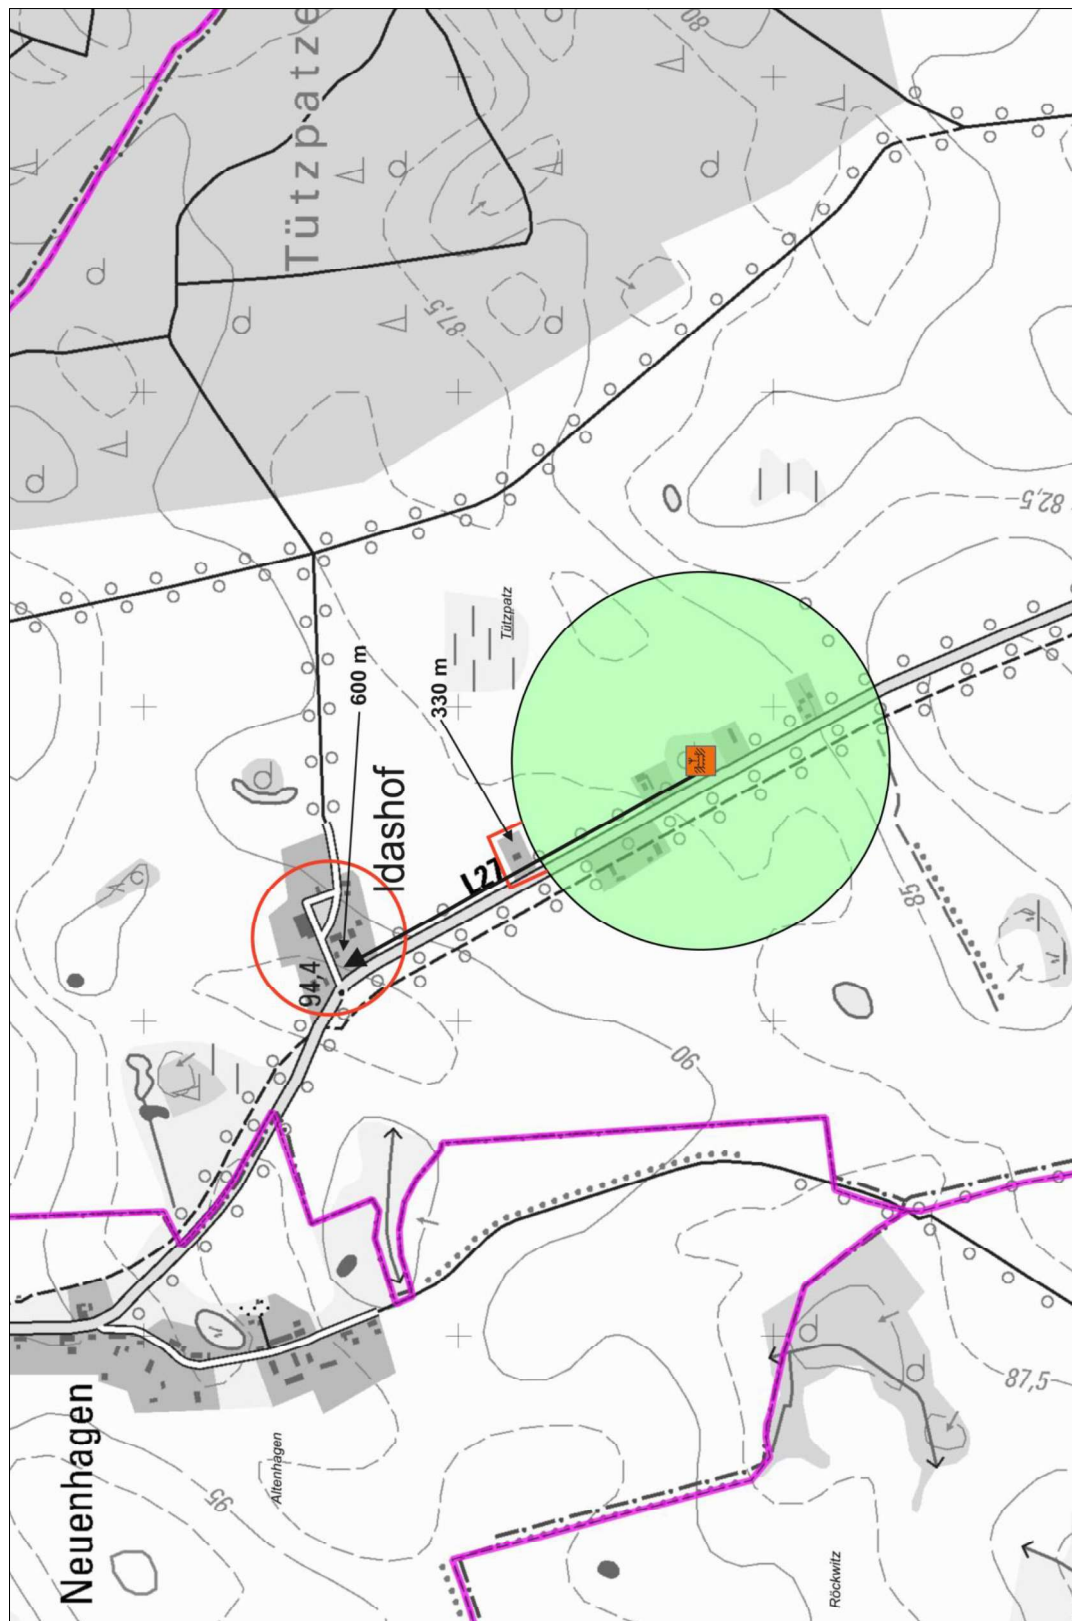 Neuenhagen
Altenhagen
95
Röckwitz
87,5
90
85
94,4
Idashof
L27
600 m
330 m
Tützpatz
82,5
87,5
Tützpatze
80